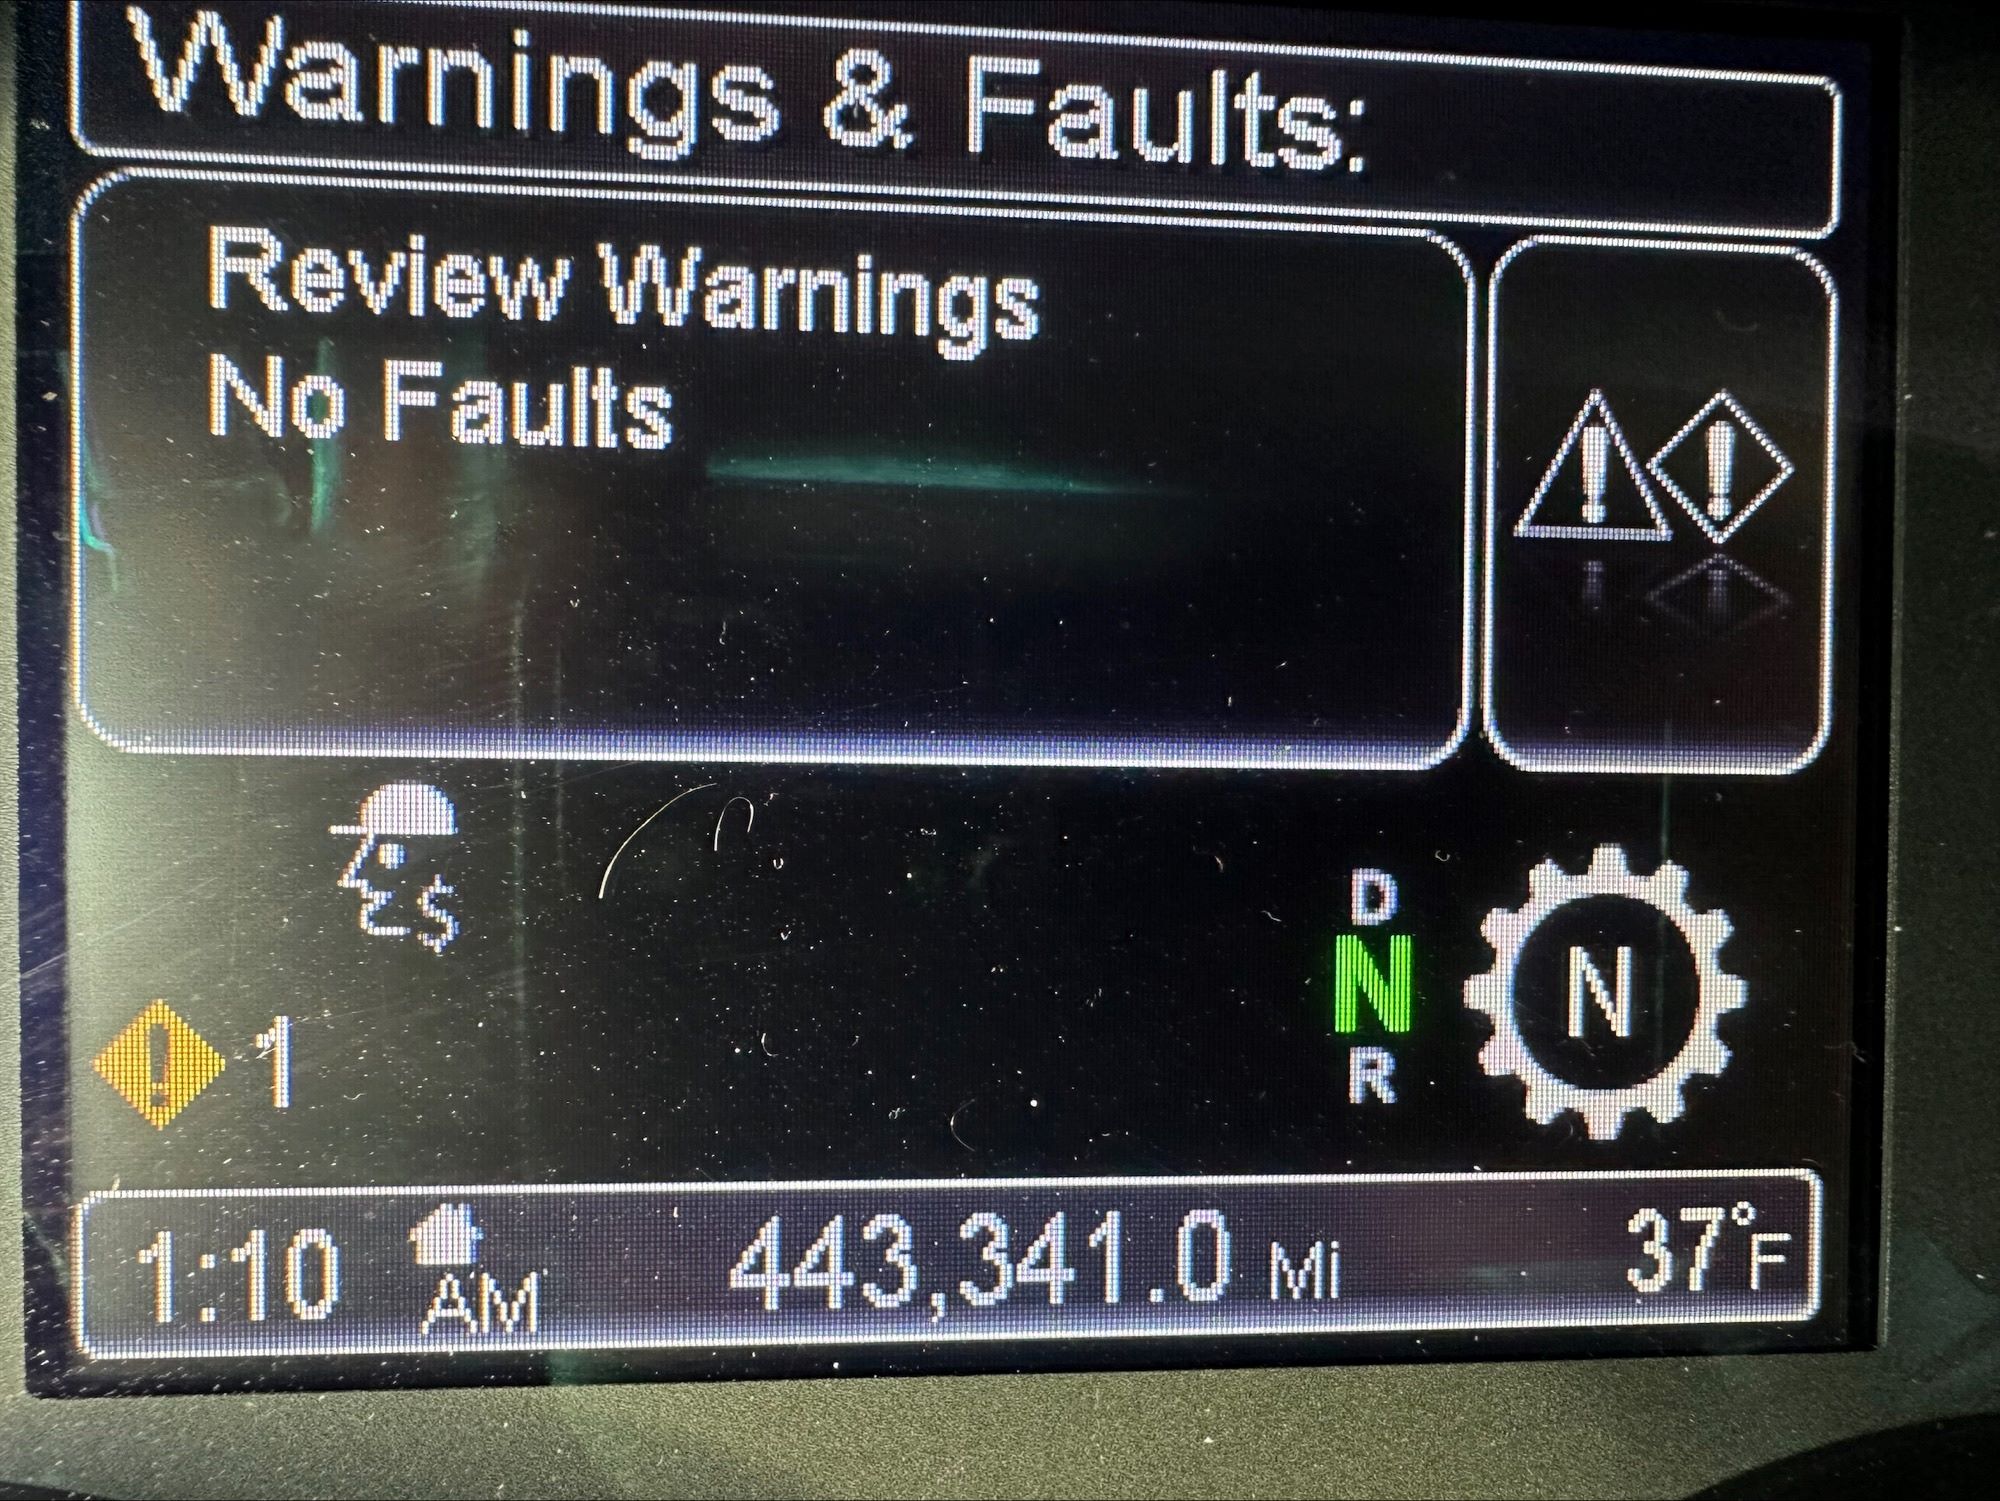 Warnings & Faults:
Review Warnings
No Faults
$
D
N
R
N
1
1:10 AM 443,341.0 Mi 37°F